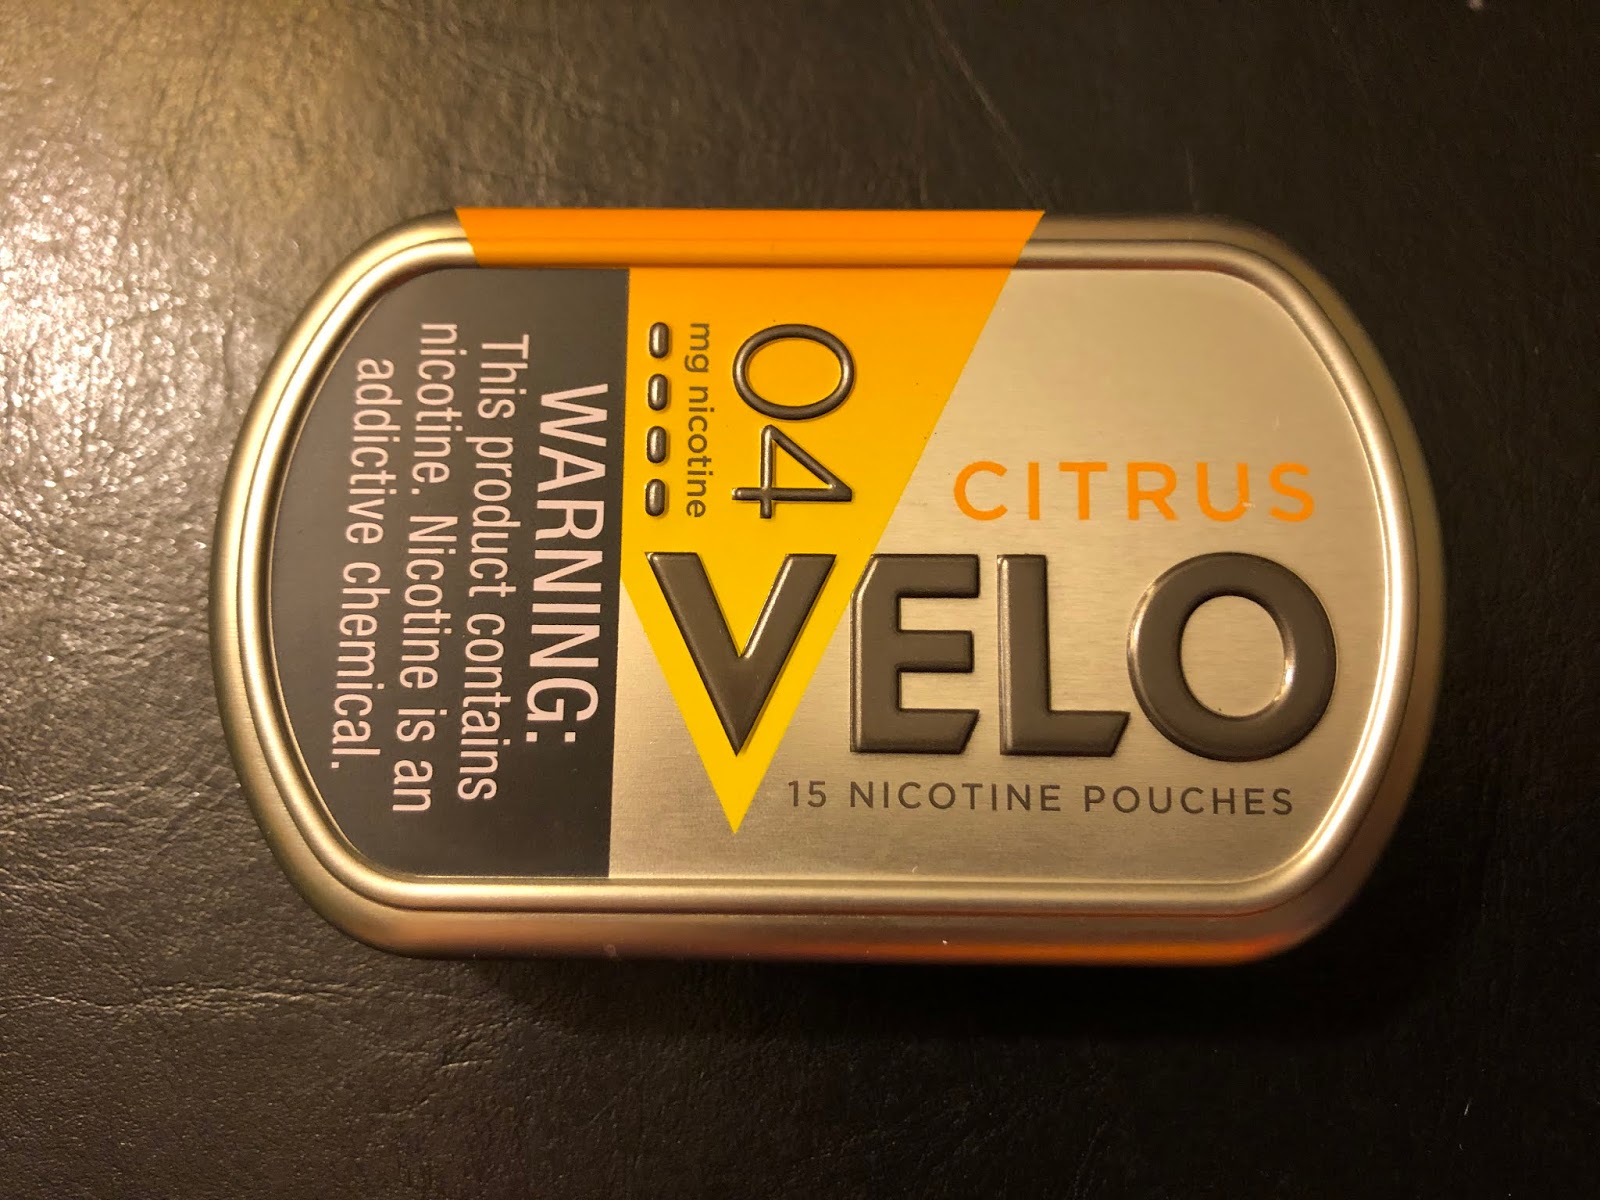 CITRUS
VELO
15 NICOTINE POUCHES
04
mg nicotine
WARNING:
This product contains
nicotine. Nicotine is an
addictive chemical.